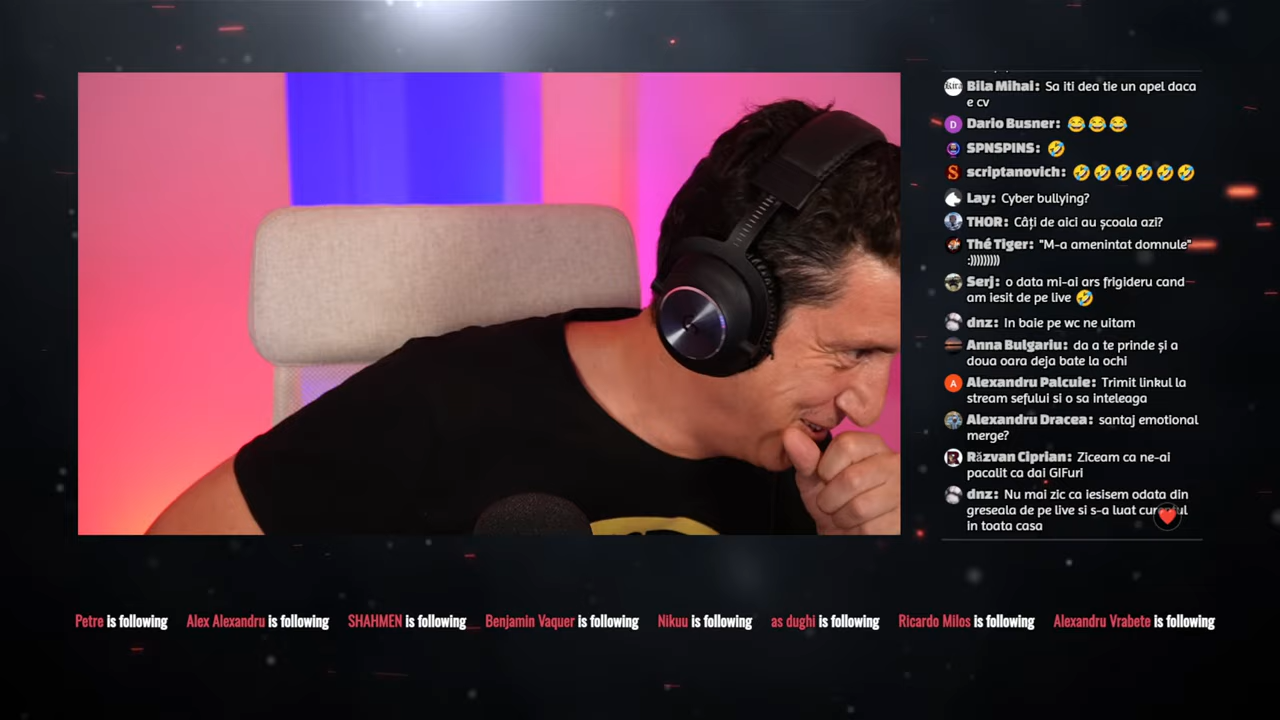 Bila Mihai: Sa iti dea tie un apel daca
e cv
Dario Busner: 😂😂😂
SPNSPINS: 🤣
scriptanovich: 🤣🤣🤣🤣🤣🤣
Lay: Cyber bullying?
THOR: Câți de aici au școala azi?
Thé Tiger: "M-a amenintat domnule"
:)))))))))
Serj: o data mi-ai ars frigideru cand
am iesit de pe live 🤣
dnz: In baie pe wc ne uitam
Anna Bulgariu: da a te prinde și a
doua oara deja bate la ochi
Alexandru Palcuie: Trimit linkul la
stream sefului si o sa inteleaga
Alexandru Dracea: santaj emotional
merge?
Răzvan Ciprian: Ziceam ca ne-ai
pacalit ca dai GIFuri
dnz: Nu mai zic ca iesisem odata din
greseala de pe live si s-a luat curentul
in toata casa
Petre is following Alex Alexandru is following SHAHMEN is following Benjamin Vaquer is following Nikuu is following as dughi is following Ricardo Milos is following Alexandru Vrabete is following